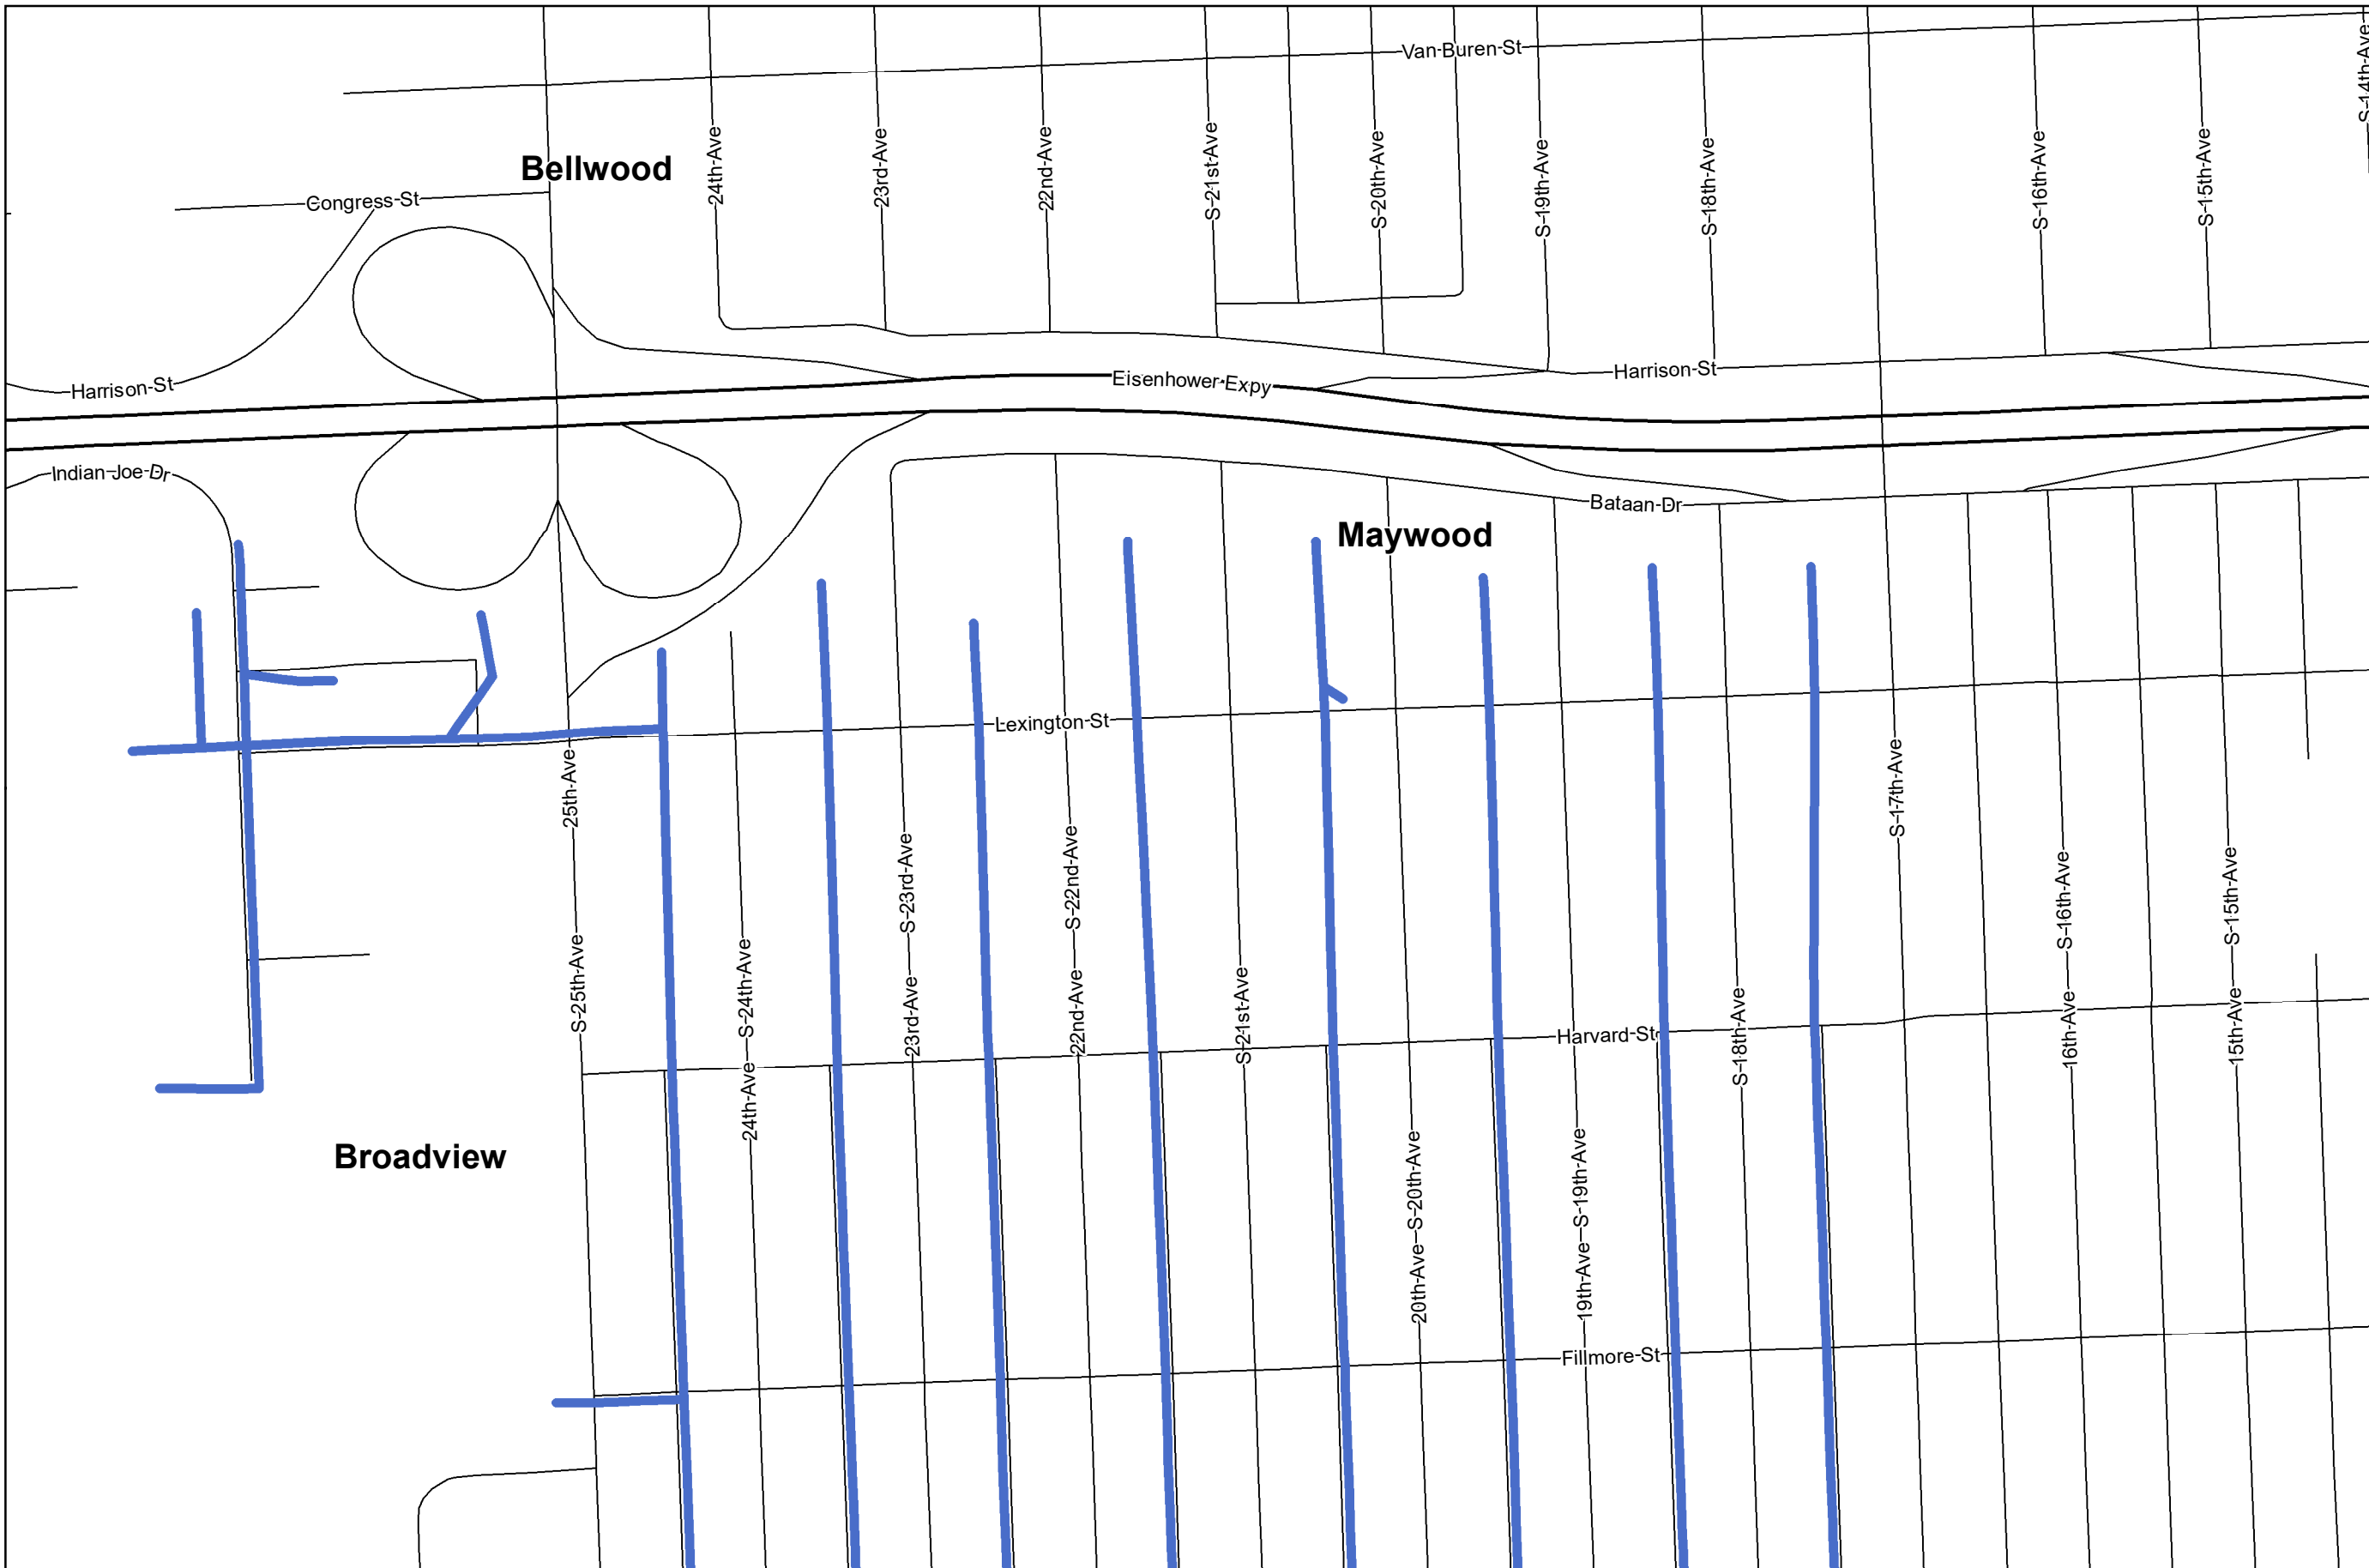 Van Buren St
S 14th Ave
Bellwood
24th Ave
23rd Ave
22nd Ave
S 21st Ave
S 20th Ave
S 19th Ave
S 18th Ave
S 16th Ave
S 15th Ave
Congress St
Harrison St
Eisenhower Expy
Harrison St
Indian Joe Dr
Bataan Dr
Maywood
Lexington St
25th Ave
S 17th Ave
S 23rd Ave
S 22nd Ave
S 16th Ave
S 15th Ave
S 25th Ave
S 24th Ave
23rd Ave
22nd Ave
S 21st Ave
Harvard St
S 18th Ave
16th Ave
15th Ave
24th Ave
Broadview
S 20th Ave
S 19th Ave
20th Ave
19th Ave
Fillmore St